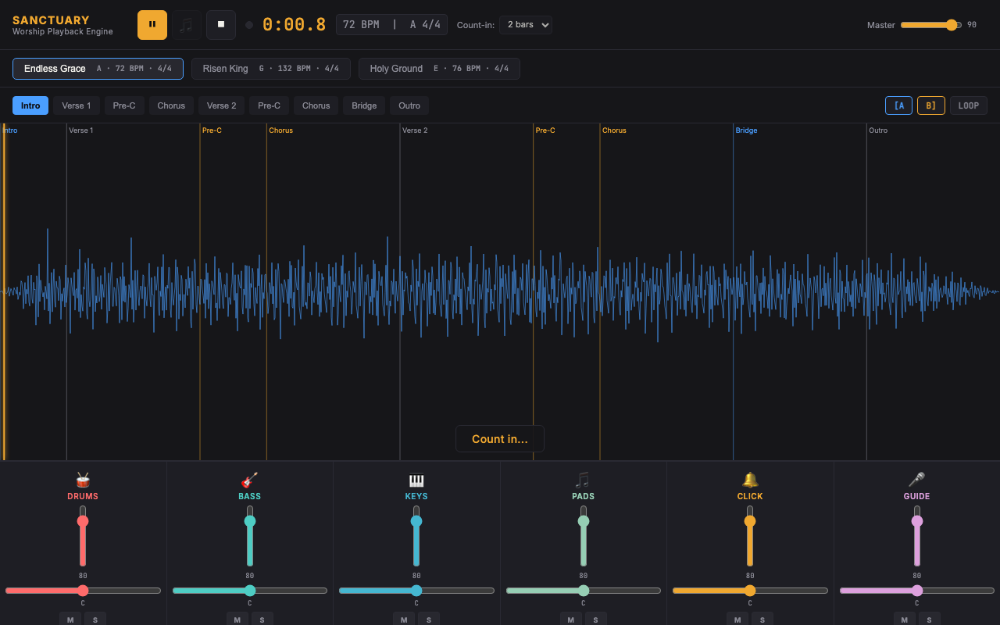 SANCTUARY
Worship Playback Engine
0:00.8
72 BPM | A 4/4
Count-in: 2 bars
Master 90
Endless Grace A · 72 BPM · 4/4
Risen King G · 132 BPM · 4/4
Holy Ground E · 76 BPM · 4/4
Intro Verse 1 Pre-C Chorus Verse 2 Pre-C Chorus Bridge Outro
[A B] LOOP
Intro Verse 1 Pre-C Chorus Verse 2 Pre-C Chorus Bridge Outro
Count in...
DRUMS BASS KEYS PADS CLICK GUIDE
80 80 80 80 80 80
C C C C C C
M S M S M S M S M S M S